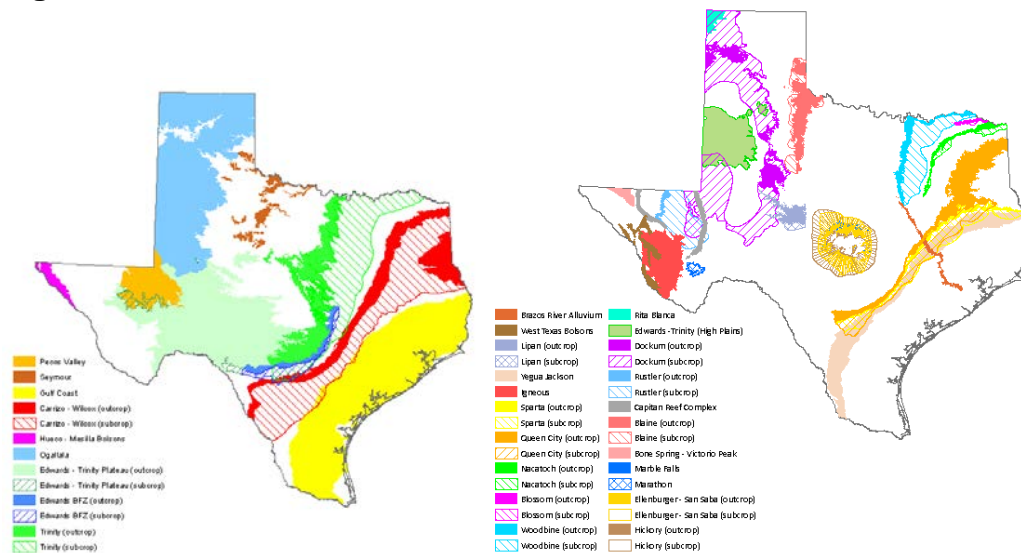 Pecos Valley
Seymour
Gulf Coast
Carrizo - Wilcox (outcrop)
Carrizo - Wilcox (subcrop)
Hueco - Mesilla Bolsons
Ogallala
Edwards - Trinity Plateau (outcrop)
Edwards - Trinity Plateau (subcrop)
Edwards BFZ (outcrop)
Edwards BFZ (subcrop)
Trinity (outcrop)
Trinity (subcrop)
Brazos River Alluvium
West Texas Bolsons
Lipan (outcrop)
Lipan (subcrop)
Yegua Jackson
Igneous
Sparta (outcrop)
Sparta (subcrop)
Queen City (outcrop)
Queen City (subcrop)
Nacatoch (outcrop)
Nacatoch (subcrop)
Blossom (outcrop)
Blossom (subcrop)
Woodbine (outcrop)
Woodbine (subcrop)
Rita Blanca
Edwards -Trinity (High Plains)
Dockum (outcrop)
Dockum (subcrop)
Rustler (outcrop)
Rustler (subcrop)
Capitan Reef Complex
Blaine (outcrop)
Blaine (subcrop)
Bone Spring - Victorio Peak
Marble Falls
Marathon
Ellenburger - San Saba (outcrop)
Ellenburger - San Saba (subcrop)
Hickory (outcrop)
Hickory (subcrop)